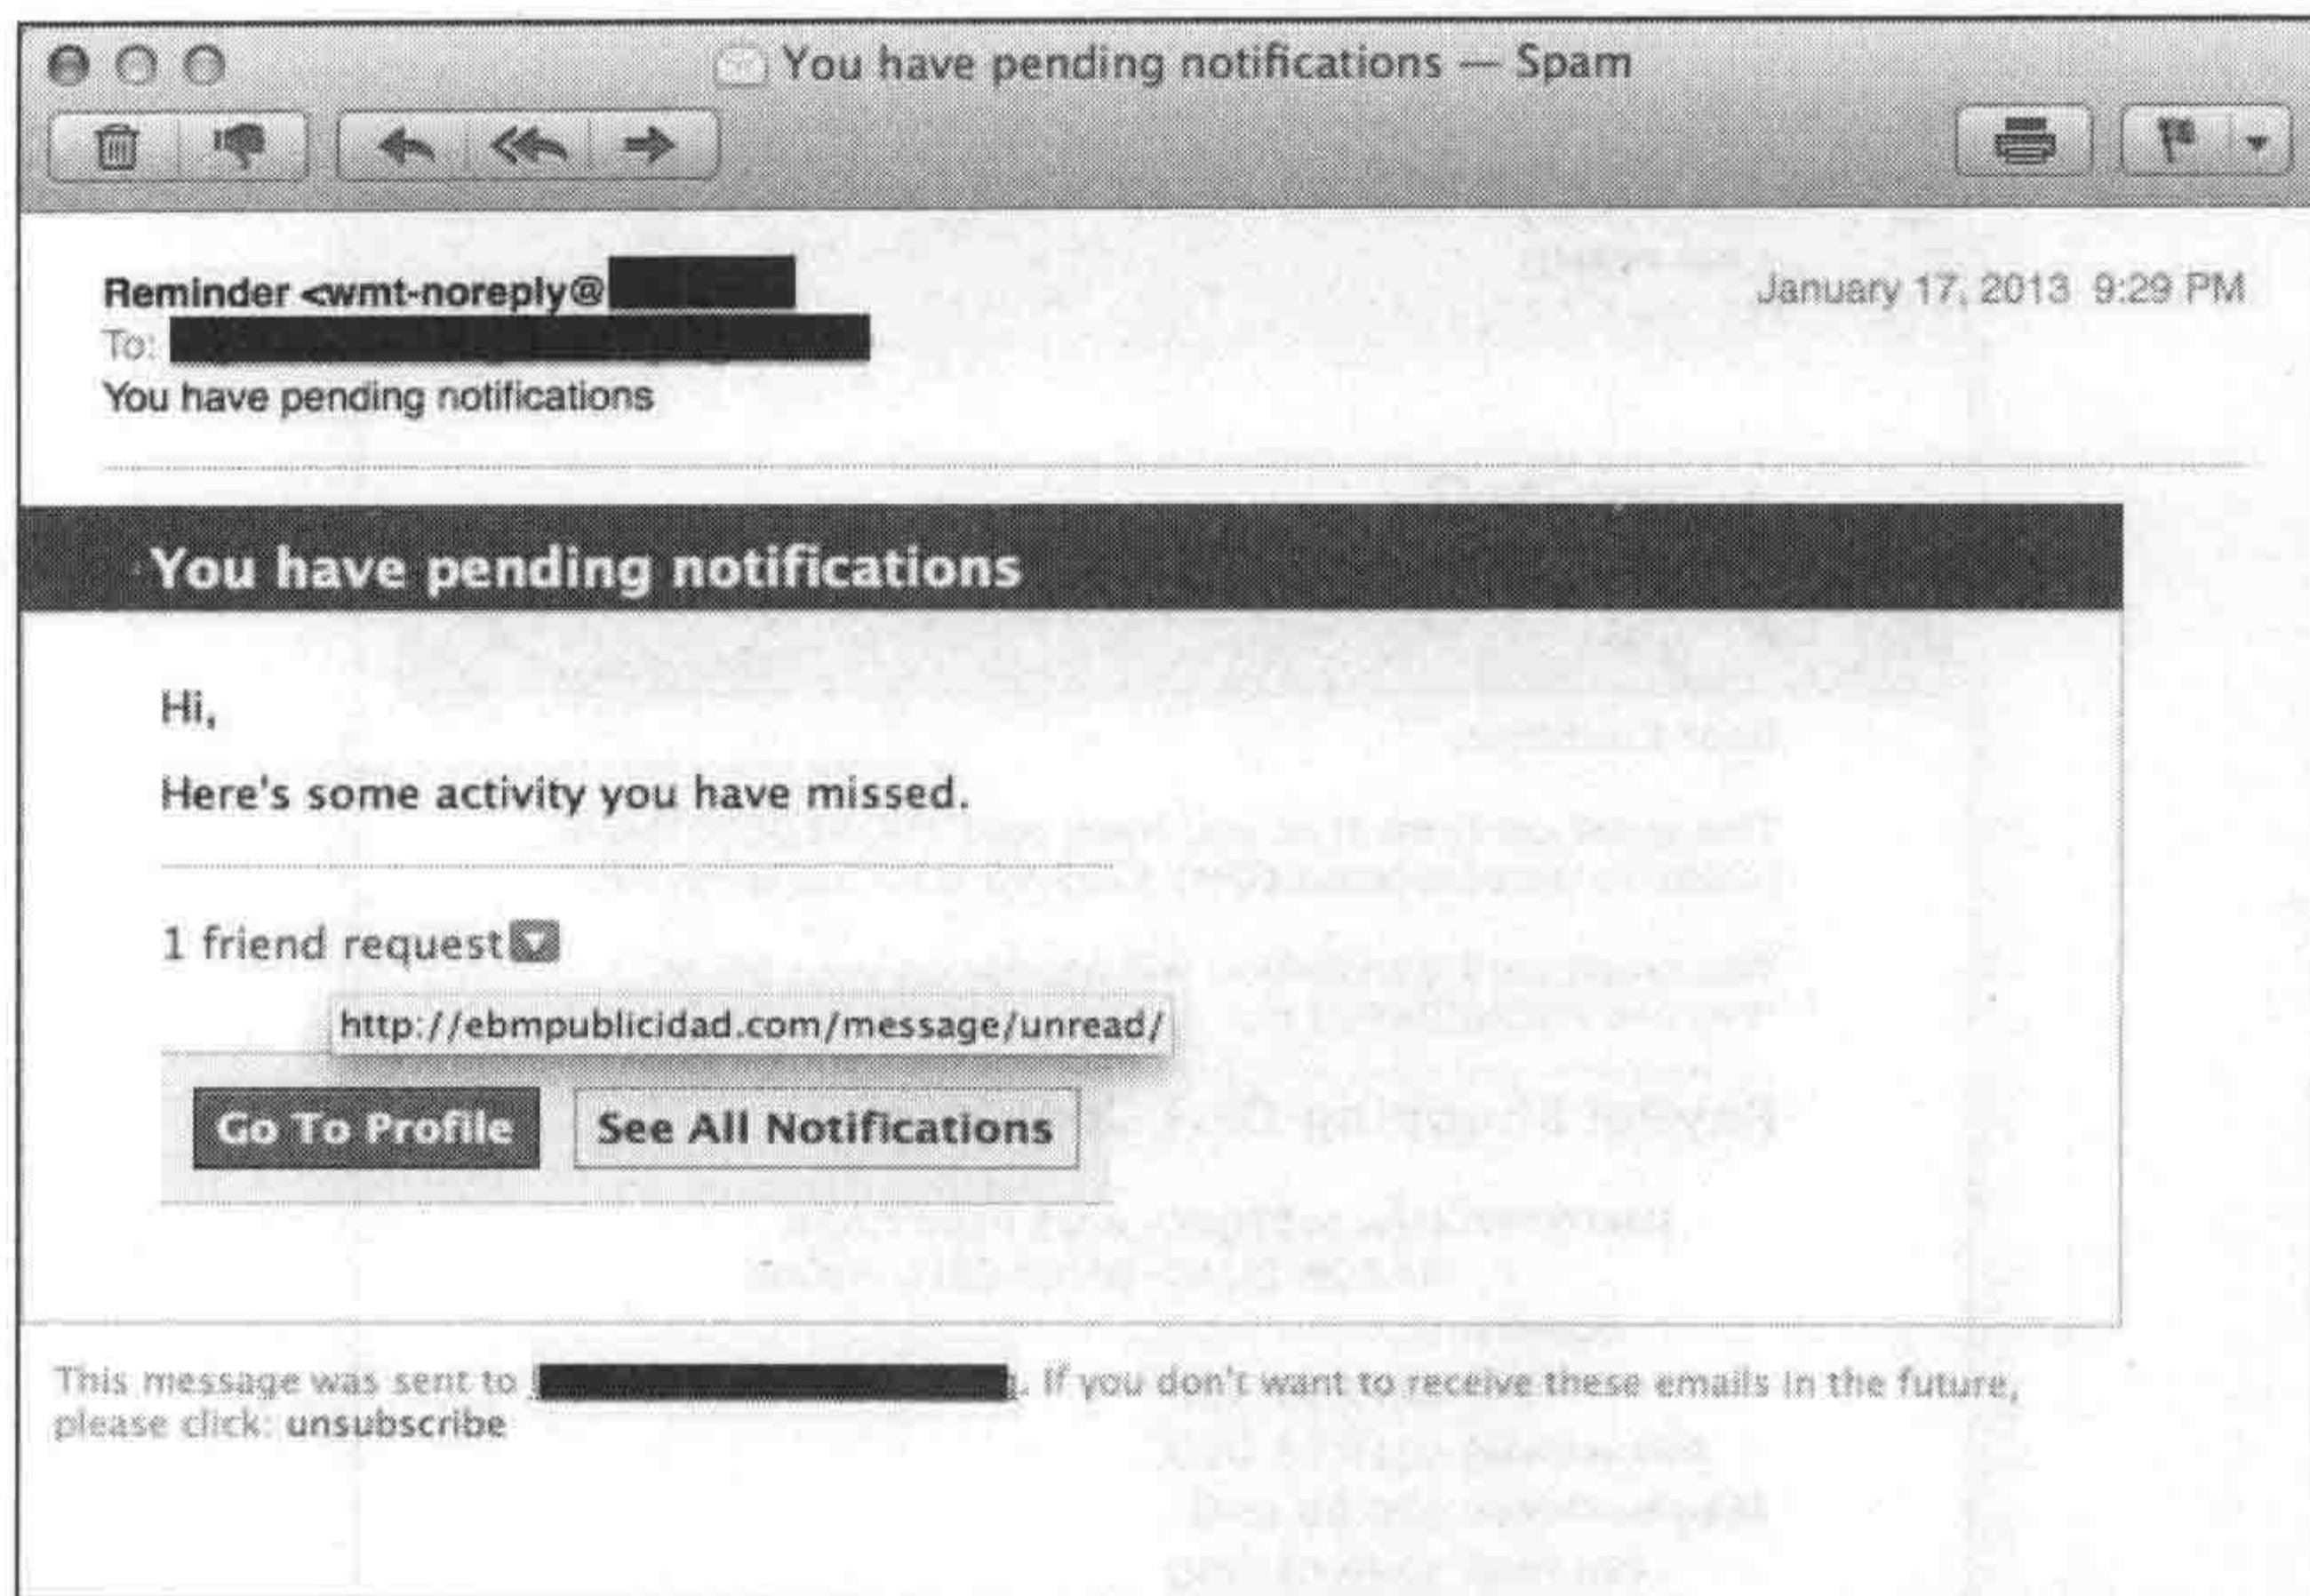 You have pending notifications — Spam
Reminder <wmt-noreply@
January 17, 2013 9:29 PM
To:
You have pending notifications
You have pending notifications
Hi,
Here's some activity you have missed.
1 friend request
http://ebmpublicidad.com/message/unread/
Go To Profile
See All Notifications
This message was sent to . If you don't want to receive these emails in the future,
please click: unsubscribe